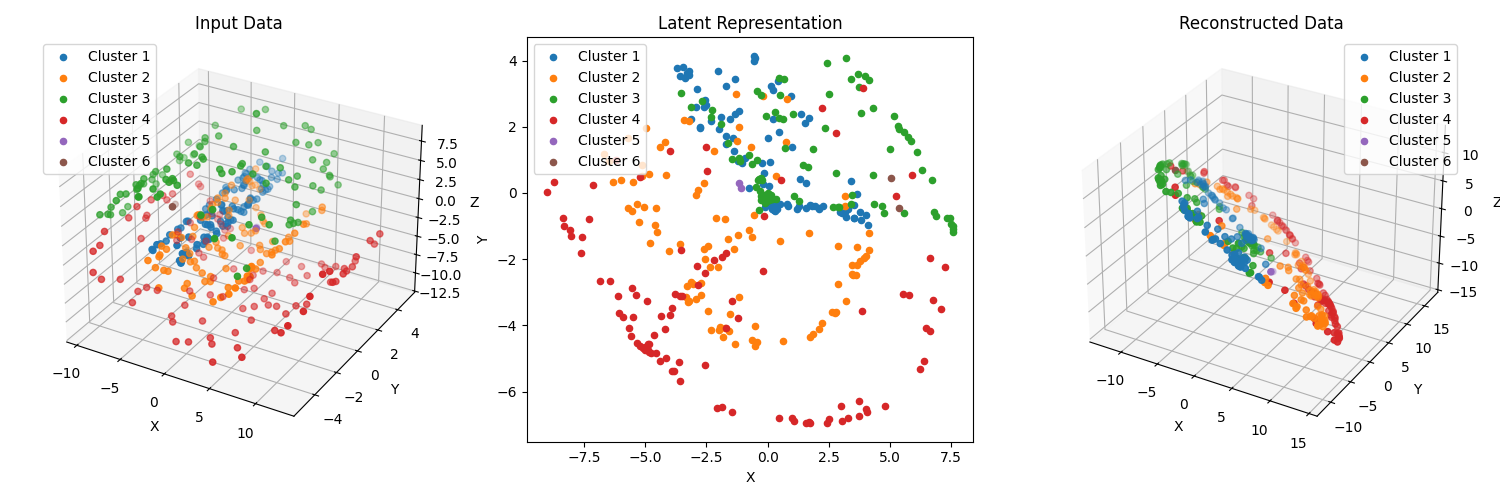 Input Data
Cluster 1
Cluster 2
Cluster 3
Cluster 4
Cluster 5
Cluster 6
7.5
5.0
2.5
0.0
−2.5
−5.0
−7.5
−10.0
−12.5
Z
−10
−5
0
5
10
X
−4
−2
0
2
4
Y
Latent Representation
Cluster 1
Cluster 2
Cluster 3
Cluster 4
Cluster 5
Cluster 6
4
2
0
−2
−4
−6
Y
−7.5
−5.0
−2.5
0.0
2.5
5.0
7.5
X
Reconstructed Data
Cluster 1
Cluster 2
Cluster 3
Cluster 4
Cluster 5
Cluster 6
10
5
0
−5
−10
−15
Z
−10
−5
0
5
10
15
X
−10
−5
0
5
10
15
Y